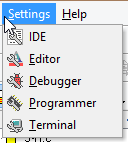 Settings Help
IDE
Editor
Debugger
Programmer
Terminal